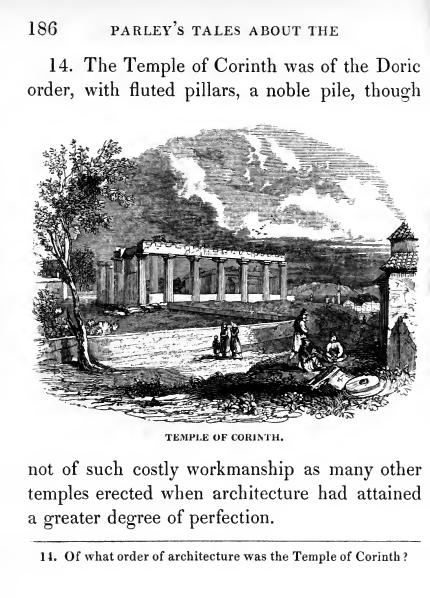 186 PARLEY'S TALES ABOUT THE
14. The Temple of Corinth was of the Doric
order, with fluted pillars, a noble pile, though
TEMPLE OF CORINTH.
not of such costly workmanship as many other
temples erected when architecture had attained
a greater degree of perfection.
14. Of what order of architecture was the Temple of Corinth?